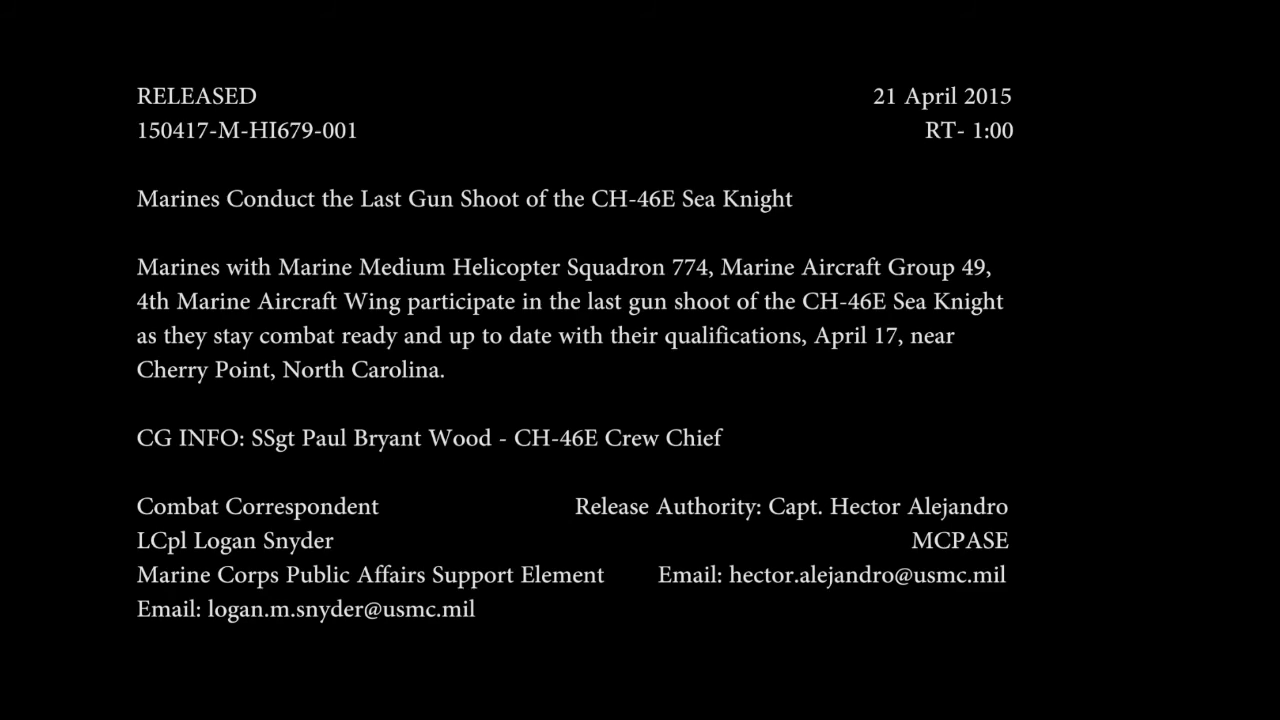 RELEASED 21 April 2015
150417-M-HI679-001 RT- 1:00
Marines Conduct the Last Gun Shoot of the CH-46E Sea Knight
Marines with Marine Medium Helicopter Squadron 774, Marine Aircraft Group 49,
4th Marine Aircraft Wing participate in the last gun shoot of the CH-46E Sea Knight
as they stay combat ready and up to date with their qualifications, April 17, near
Cherry Point, North Carolina.
CG INFO: SSgt Paul Bryant Wood - CH-46E Crew Chief
Combat Correspondent Release Authority: Capt. Hector Alejandro
LCpl Logan Snyder MCPASE
Marine Corps Public Affairs Support Element Email: hector.alejandro@usmc.mil
Email: logan.m.snyder@usmc.mil